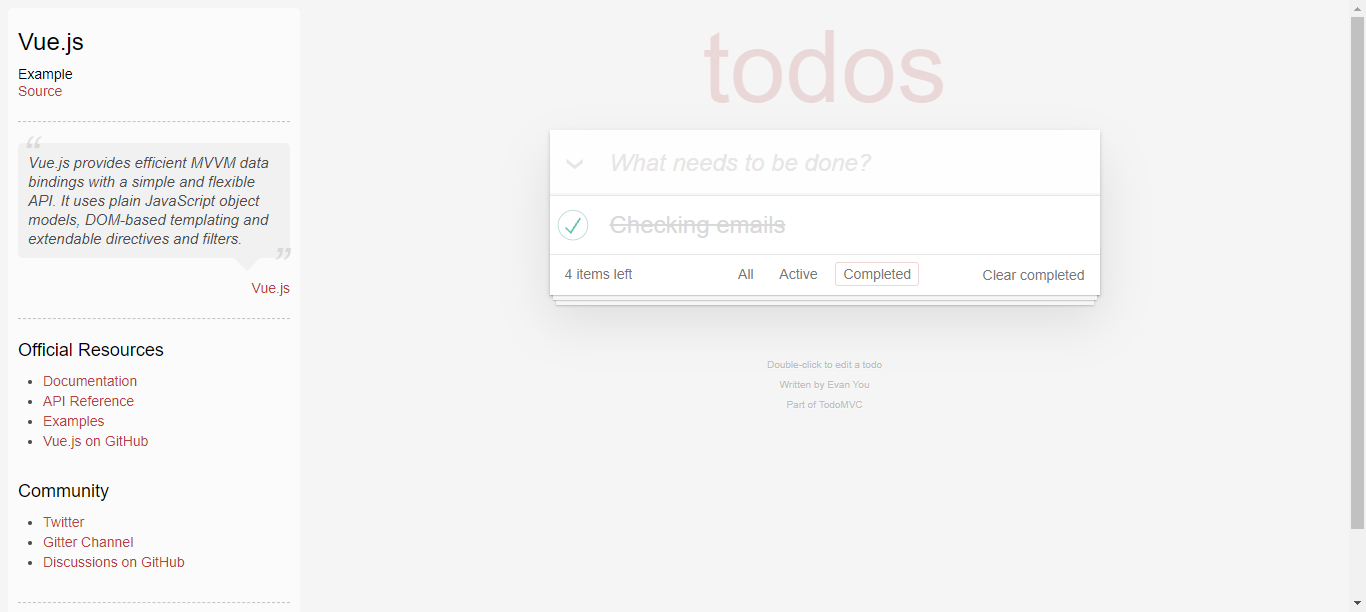 Vue.js
Example
Source
“
Vue.js provides efficient MVVM data
bindings with a simple and flexible
API. It uses plain JavaScript object
models, DOM-based templating and
extendable directives and filters.
”
Vue.js
Official Resources
Documentation
API Reference
Examples
Vue.js on GitHub
Community
Twitter
Gitter Channel
Discussions on GitHub
todos
What needs to be done?
Checking emails
4 items left All Active Completed Clear completed
Double-click to edit a todo
Written by Evan You
Part of TodoMVC